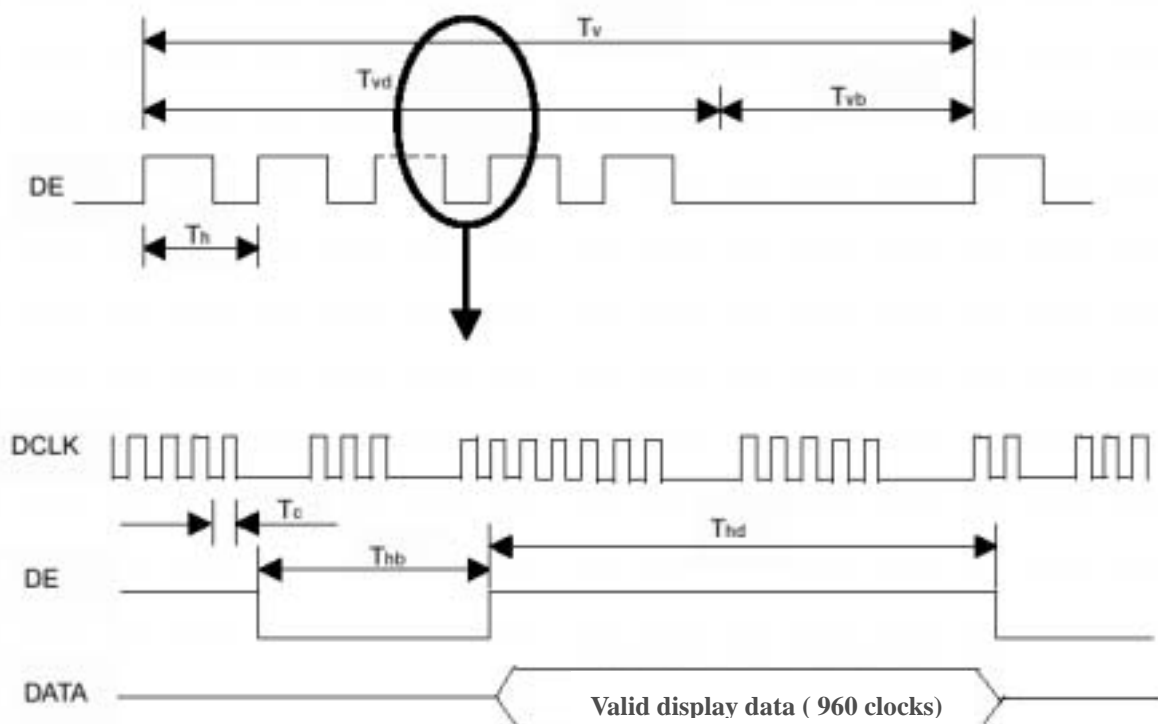 Tv
Tvd
Tvb
DE
Th
DCLK
Tc
Thd
Thb
DE
DATA
Valid display data ( 960 clocks)